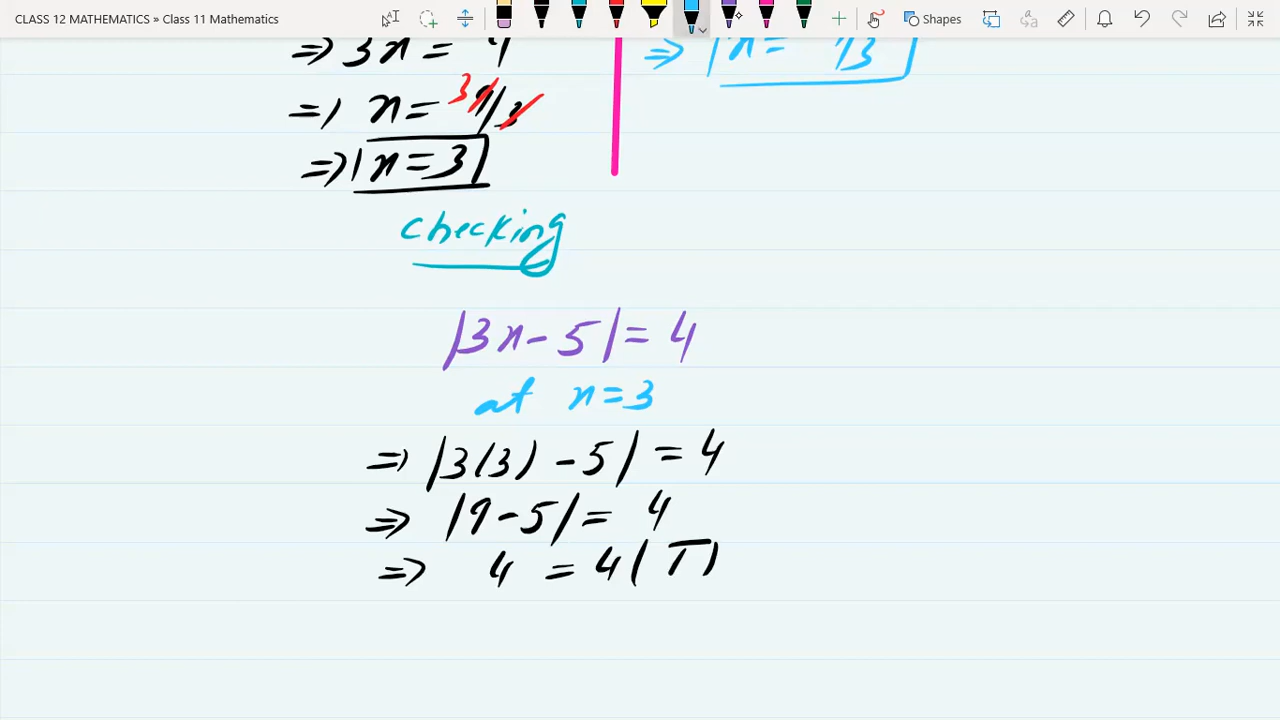 CLASS 12 MATHEMATICS » Class 11 Mathematics
Shapes
=> 3x = 9
=> x = 3 9/3
=> x = 3
=> x = 1/3
checking
|3x - 5| = 4
at x = 3
=> |3(3) - 5| = 4
=> |9 - 5| = 4
=> 4 = 4 (T)